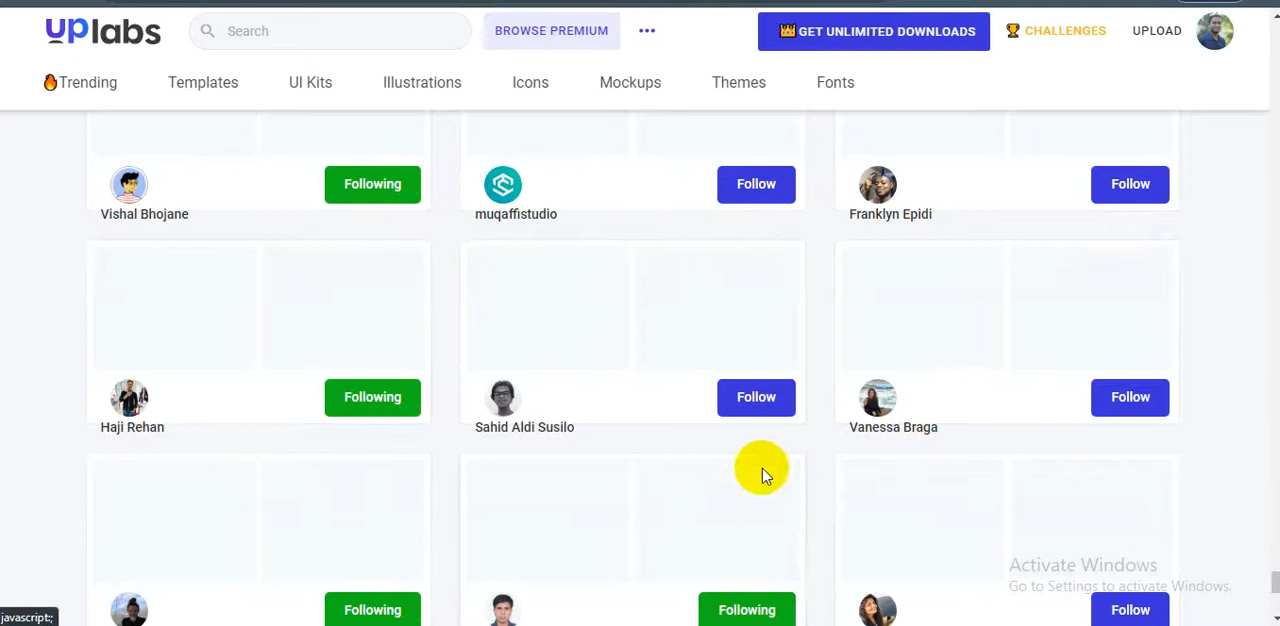 uplabs
Search
BROWSE PREMIUM
GET UNLIMITED DOWNLOADS
CHALLENGES
UPLOAD
Trending
Templates
UI Kits
Illustrations
Icons
Mockups
Themes
Fonts
Following
Follow
Follow
Vishal Bhojane
muqaffistudio
Franklyn Epidi
Following
Follow
Follow
Haji Rehan
Sahid Aldi Susilo
Vanessa Braga
Activate Windows
Go to Settings to activate Windows.
Following
Following
Follow
javascript:;